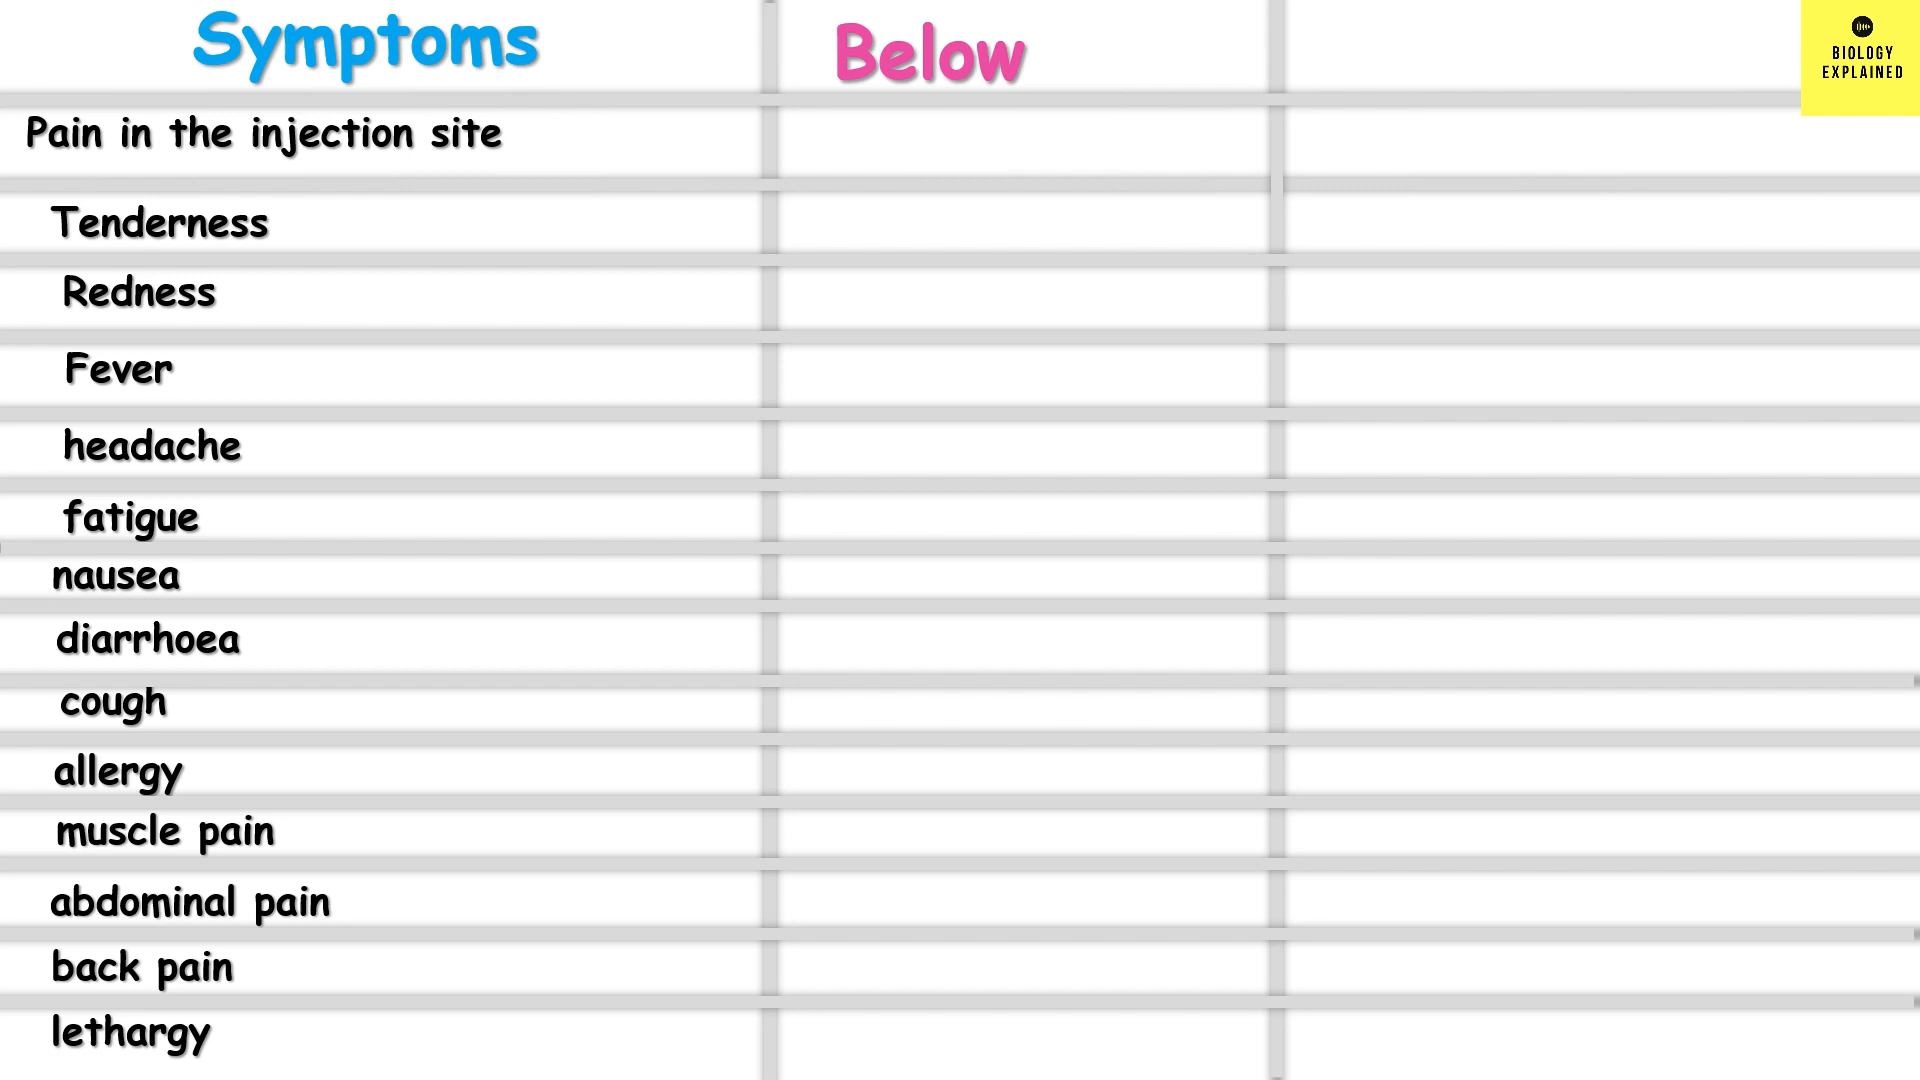 Symptoms
Below
BIOLOGY
EXPLAINED
Pain in the injection site
Tenderness
Redness
Fever
headache
fatigue
nausea
diarrhoea
cough
allergy
muscle pain
abdominal pain
back pain
lethargy